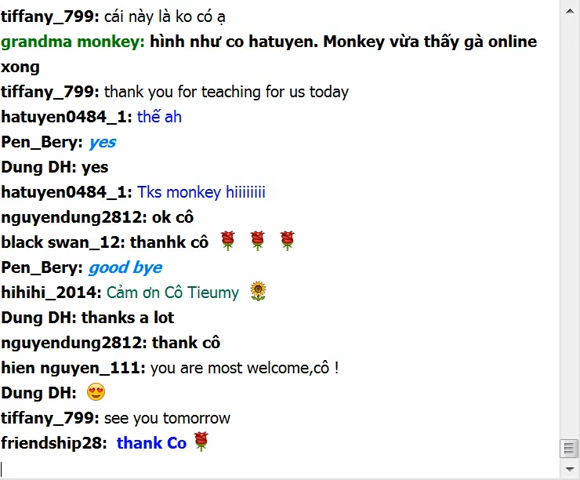 tiffany_799: cái này là ko có ạ
grandma monkey: hình như co hatuyen. Monkey vừa thấy gà online
xong
tiffany_799: thank you for teaching for us today
hatuyen0484_1: thế ah
Pen_Bery: yes
Dung DH: yes
hatuyen0484_1: Tks monkey hiiiiiiii
nguyendung2812: ok cô
black swan_12: thanhk cô
Pen_Bery: good bye
hihihi_2014: Cảm ơn Cô Tieumy
Dung DH: thanks a lot
nguyendung2812: thank cô
hien nguyen_111: you are most welcome,cô !
Dung DH:
tiffany_799: see you tomorrow
friendship28: thank Co